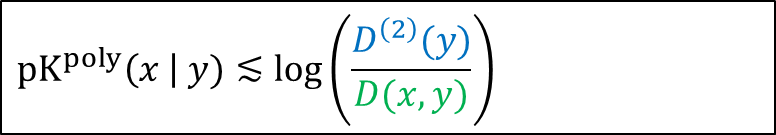 pK^poly(x | y) ≲ log(D^(2)(y) / D(x, y))